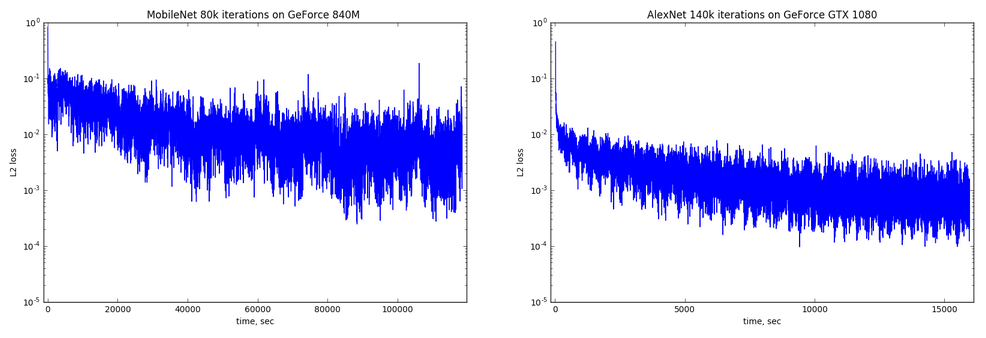 MobileNet 80k iterations on GeForce 840M
10^0
10^-1
10^-2
10^-3
10^-4
10^-5
L2 loss
0 20000 40000 60000 80000 100000
time, sec
AlexNet 140k iterations on GeForce GTX 1080
10^0
10^-1
10^-2
10^-3
10^-4
10^-5
L2 loss
0 5000 10000 15000
time, sec